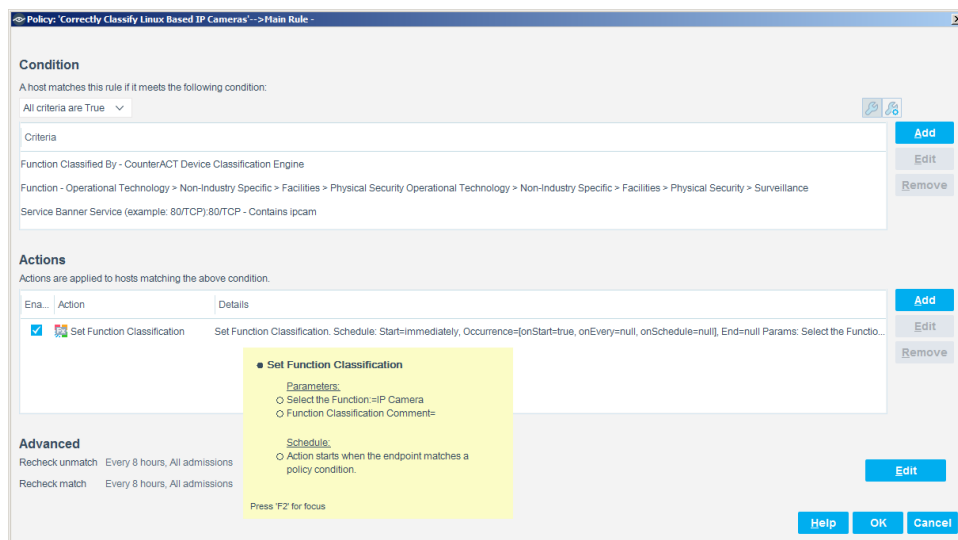 Policy: 'Correctly Classify Linux Based IP Cameras'-->Main Rule -
Condition
A host matches this rule if it meets the following condition:
All criteria are True
Criteria
Add
Function Classified By - CounterACT Device Classification Engine
Edit
Function - Operational Technology > Non-Industry Specific > Facilities > Physical Security Operational Technology > Non-Industry Specific > Facilities > Physical Security > Surveillance
Remove
Service Banner Service (example: 80/TCP):80/TCP - Contains ipcam
Actions
Actions are applied to hosts matching the above condition.
Ena... Action Details
Add
Set Function Classification Set Function Classification. Schedule: Start=immediately, Occurrence=[onStart=true, onEvery=null, onSchedule=null], End=null Params: Select the Functio...
Edit
Remove
Set Function Classification
Parameters:
Select the Function:=IP Camera
Function Classification Comment=
Schedule:
Action starts when the endpoint matches a
policy condition.
Press 'F2' for focus
Advanced
Recheck unmatch Every 8 hours, All admissions
Edit
Recheck match Every 8 hours, All admissions
Help OK Cancel